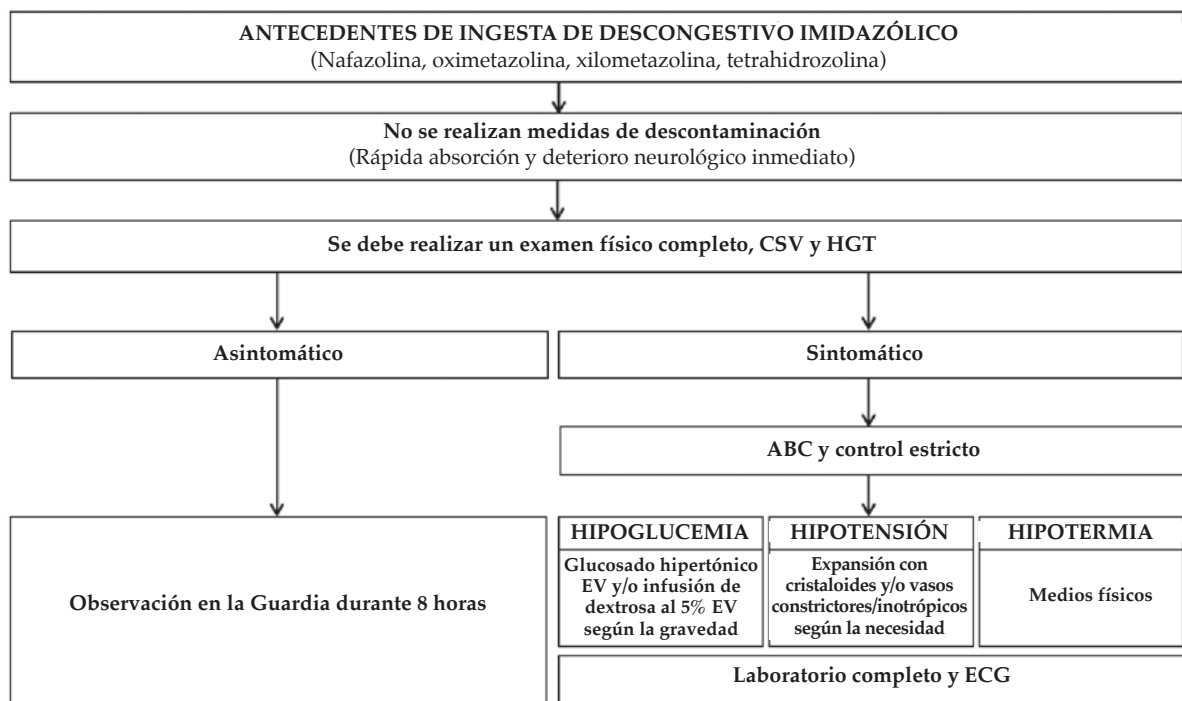 ANTECEDENTES DE INGESTA DE DESCONGESTIVO IMIDAZÓLICO
(Nafazolina, oximetazolina, xilometazolina, tetrahidrozolina)
No se realizan medidas de descontaminación
(Rápida absorción y deterioro neurológico inmediato)
Se debe realizar un examen físico completo, CSV y HGT
Asintomático
Sintomático
ABC y control estricto
Observación en la Guardia durante 8 horas
HIPOGLUCEMIA
Glucosado hipertónico
EV y/o infusión de
dextrosa al 5% EV
según la gravedad
HIPOTENSIÓN
Expansión con
cristaloides y/o vasos
constrictores/inotrópicos
según la necesidad
HIPOTERMIA
Medios físicos
Laboratorio completo y ECG